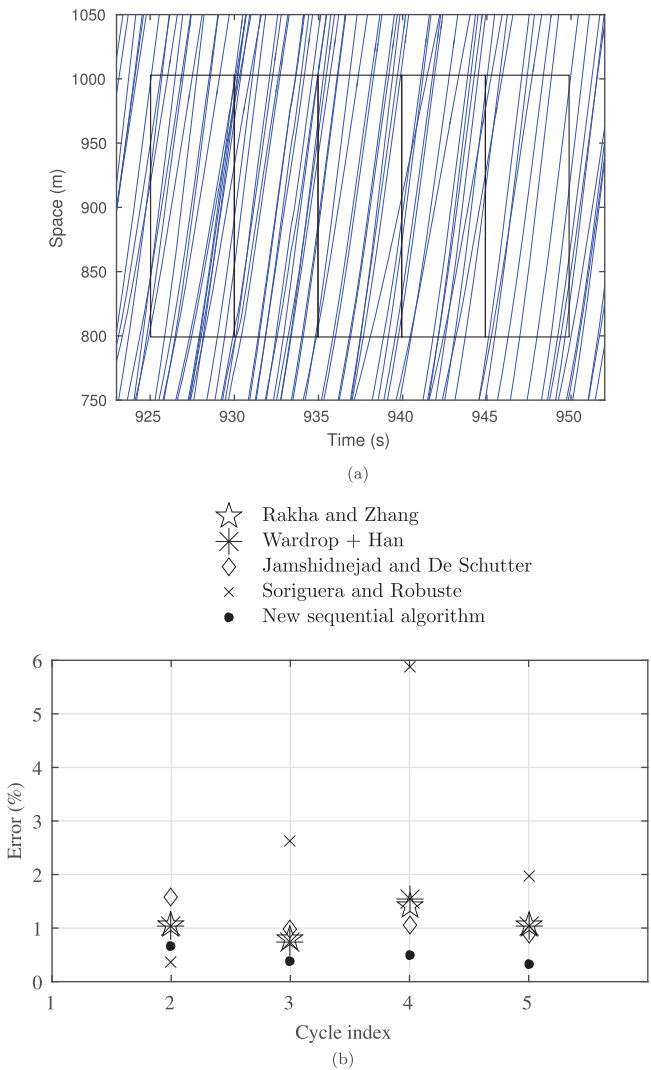 1050
1000
950
900
850
800
750
Space (m)
925 930 935 940 945 950
Time (s)
(a)
Rakha and Zhang
Wardrop + Han
Jamshidnejad and De Schutter
Soriguera and Robuste
New sequential algorithm
6
5
4
3
2
1
0
Error (%)
1 2 3 4 5
Cycle index
(b)